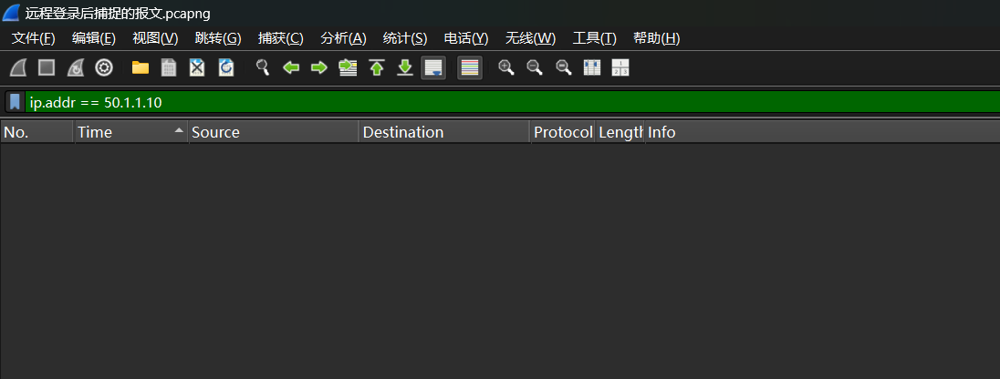 远程登录后捕捉的报文.pcapng
文件(F) 编辑(E) 视图(V) 跳转(G) 捕获(C) 分析(A) 统计(S) 电话(Y) 无线(W) 工具(T) 帮助(H)
ip.addr == 50.1.1.10
No. Time Source Destination Protocol Length Info